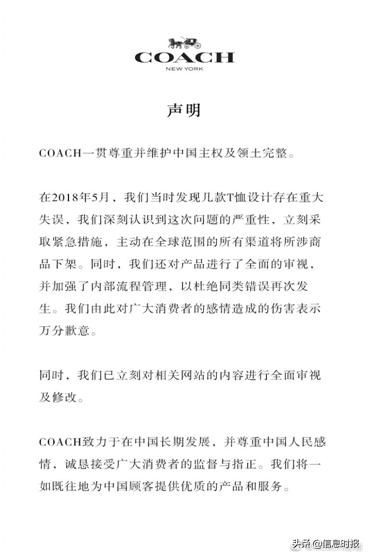 COACH
NEW YORK
声明
COACH一贯尊重并维护中国主权及领土完整。
在2018年5月，我们当时发现几款T恤设计存在重大
失误，我们深刻认识到这次问题的严重性，立刻采
取紧急措施，主动在全球范围的所有渠道将所涉商
品下架。同时，我们还对产品进行了全面的审视，
并加强了内部流程管理，以杜绝同类错误再次发
生。我们由此对广大消费者的感情造成的伤害表示
万分歉意。
同时，我们已立刻对相关网站的内容进行全面审视
及修改。
COACH致力于在中国长期发展，并尊重中国人民感
情，诚恳接受广大消费者的监督与指正。我们将一
如既往地为中国顾客提供优质的产品和服务。
头条@信息时报